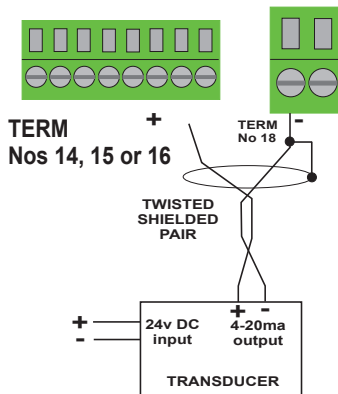 +
-
TERM
Nos 14, 15 or 16
TERM
No 18
TWISTED
SHIELDED
PAIR
+ -
+
-
24v DC
input
4-20ma
output
TRANSDUCER